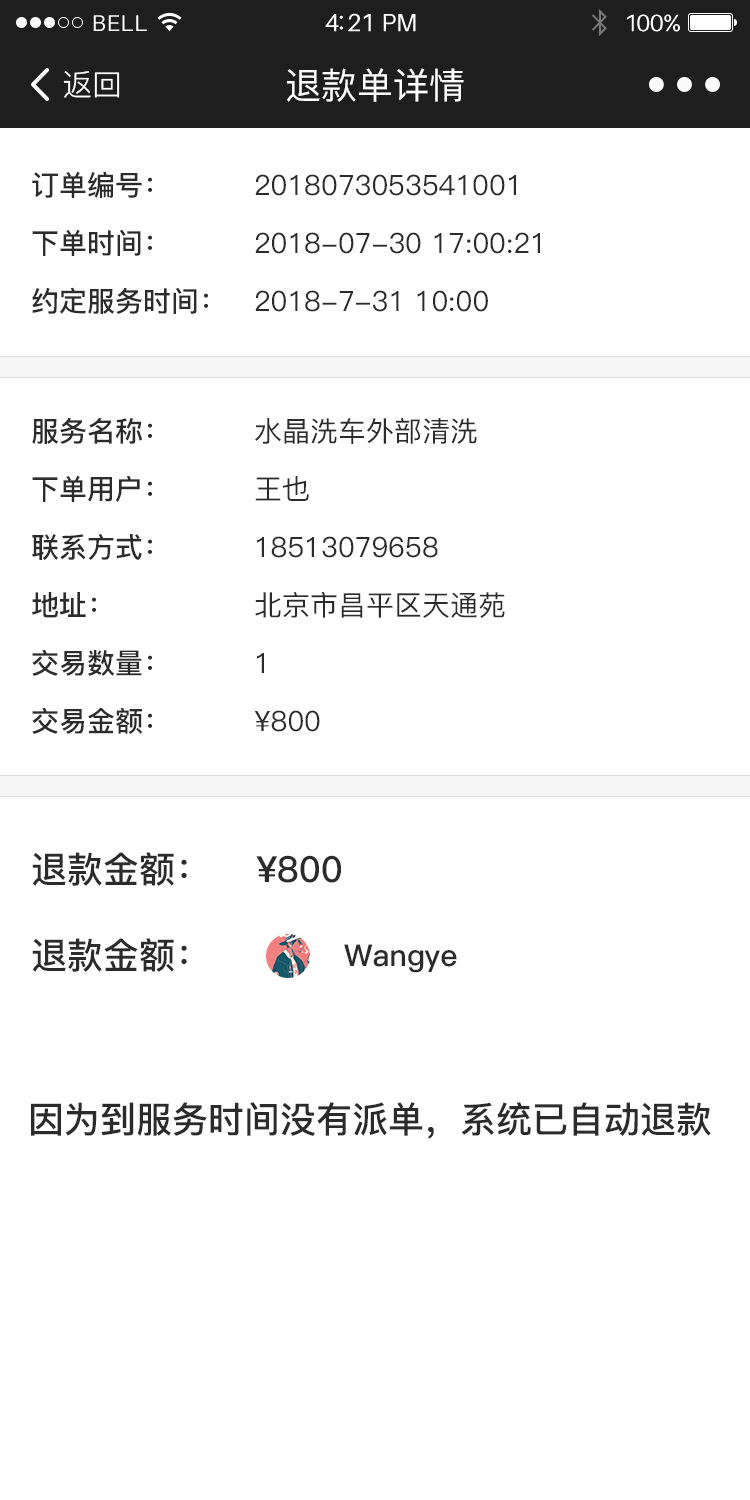 BELL 4:21 PM 100%
返回 退款单详情
订单编号： 2018073053541001
下单时间： 2018-07-30 17:00:21
约定服务时间： 2018-7-31 10:00
服务名称： 水晶洗车外部清洗
下单用户： 王也
联系方式： 18513079658
地址： 北京市昌平区天通苑
交易数量： 1
交易金额： ¥800
退款金额： ¥800
退款金额： Wangye
因为到服务时间没有派单，系统已自动退款